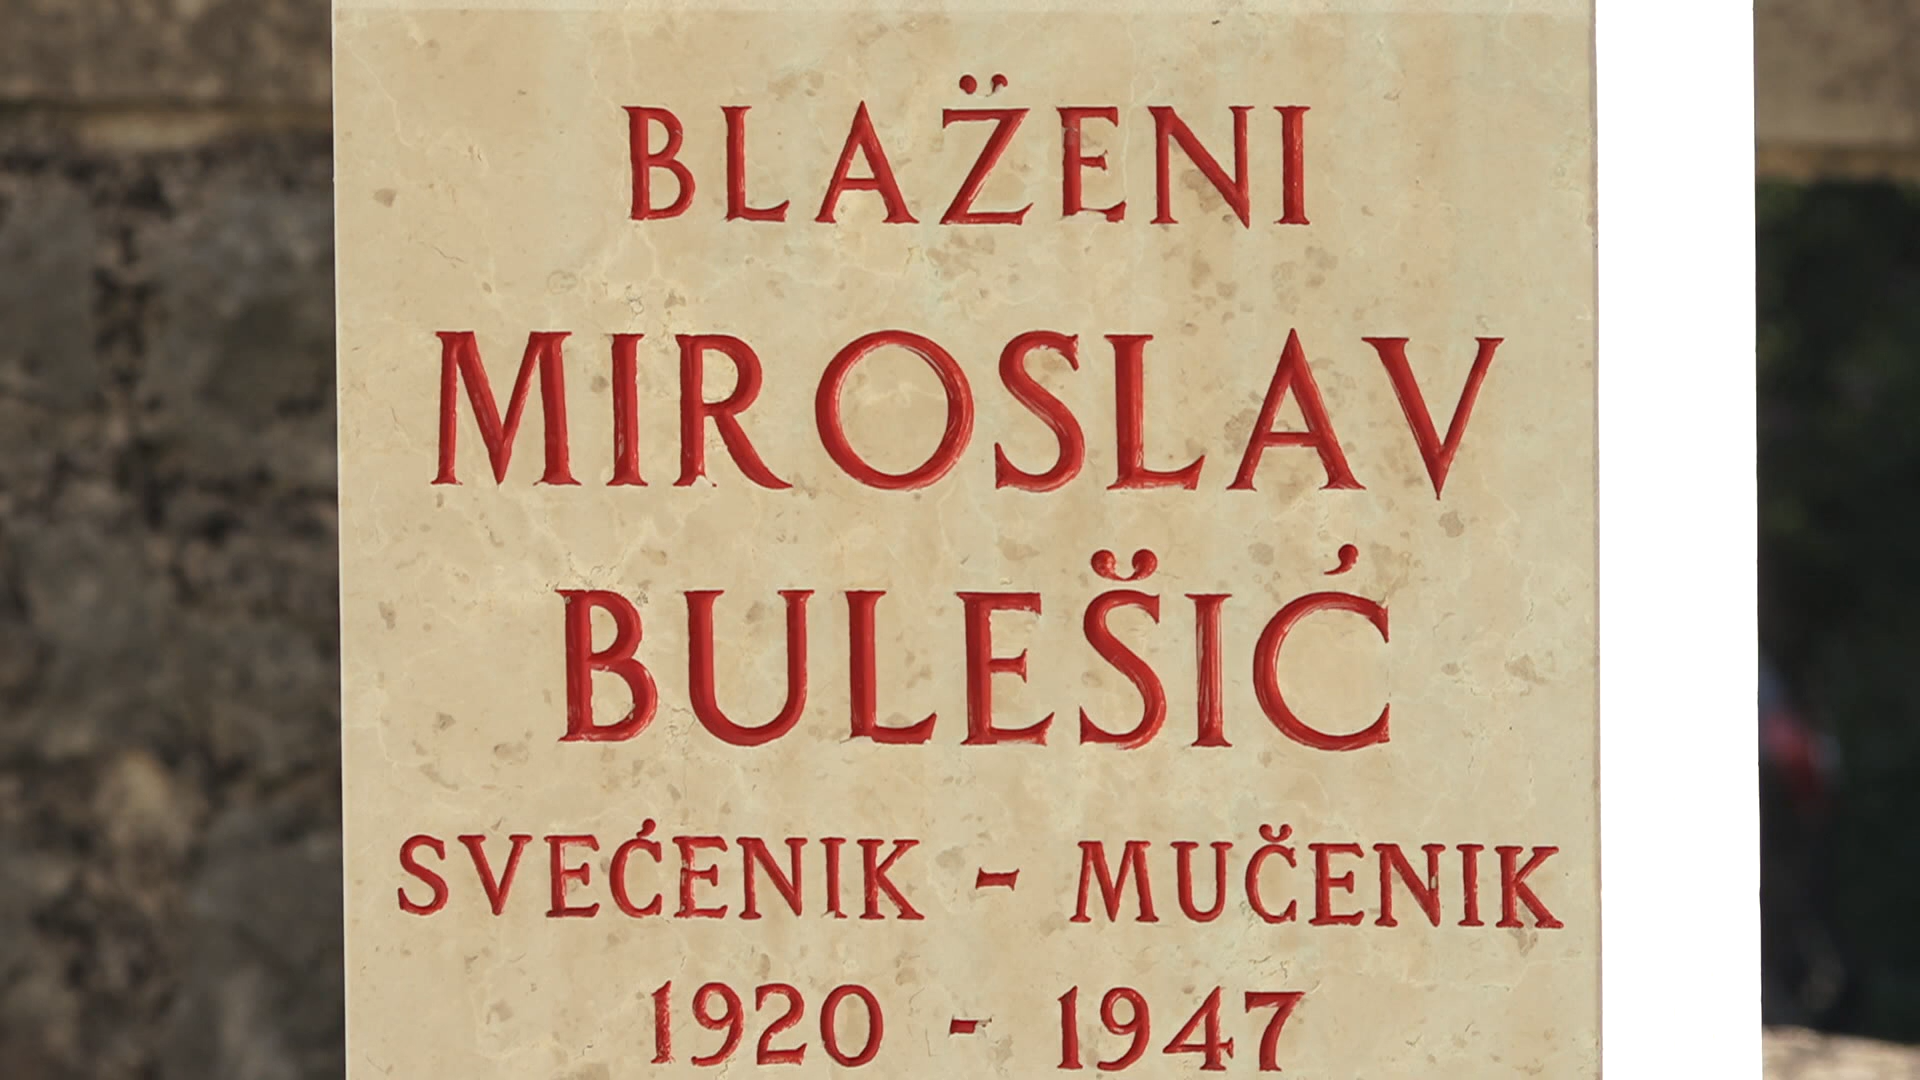 BLAŽENI
MIROSLAV
BULEŠIĆ
SVEĆENIK - MUČENIK
1920 - 1947